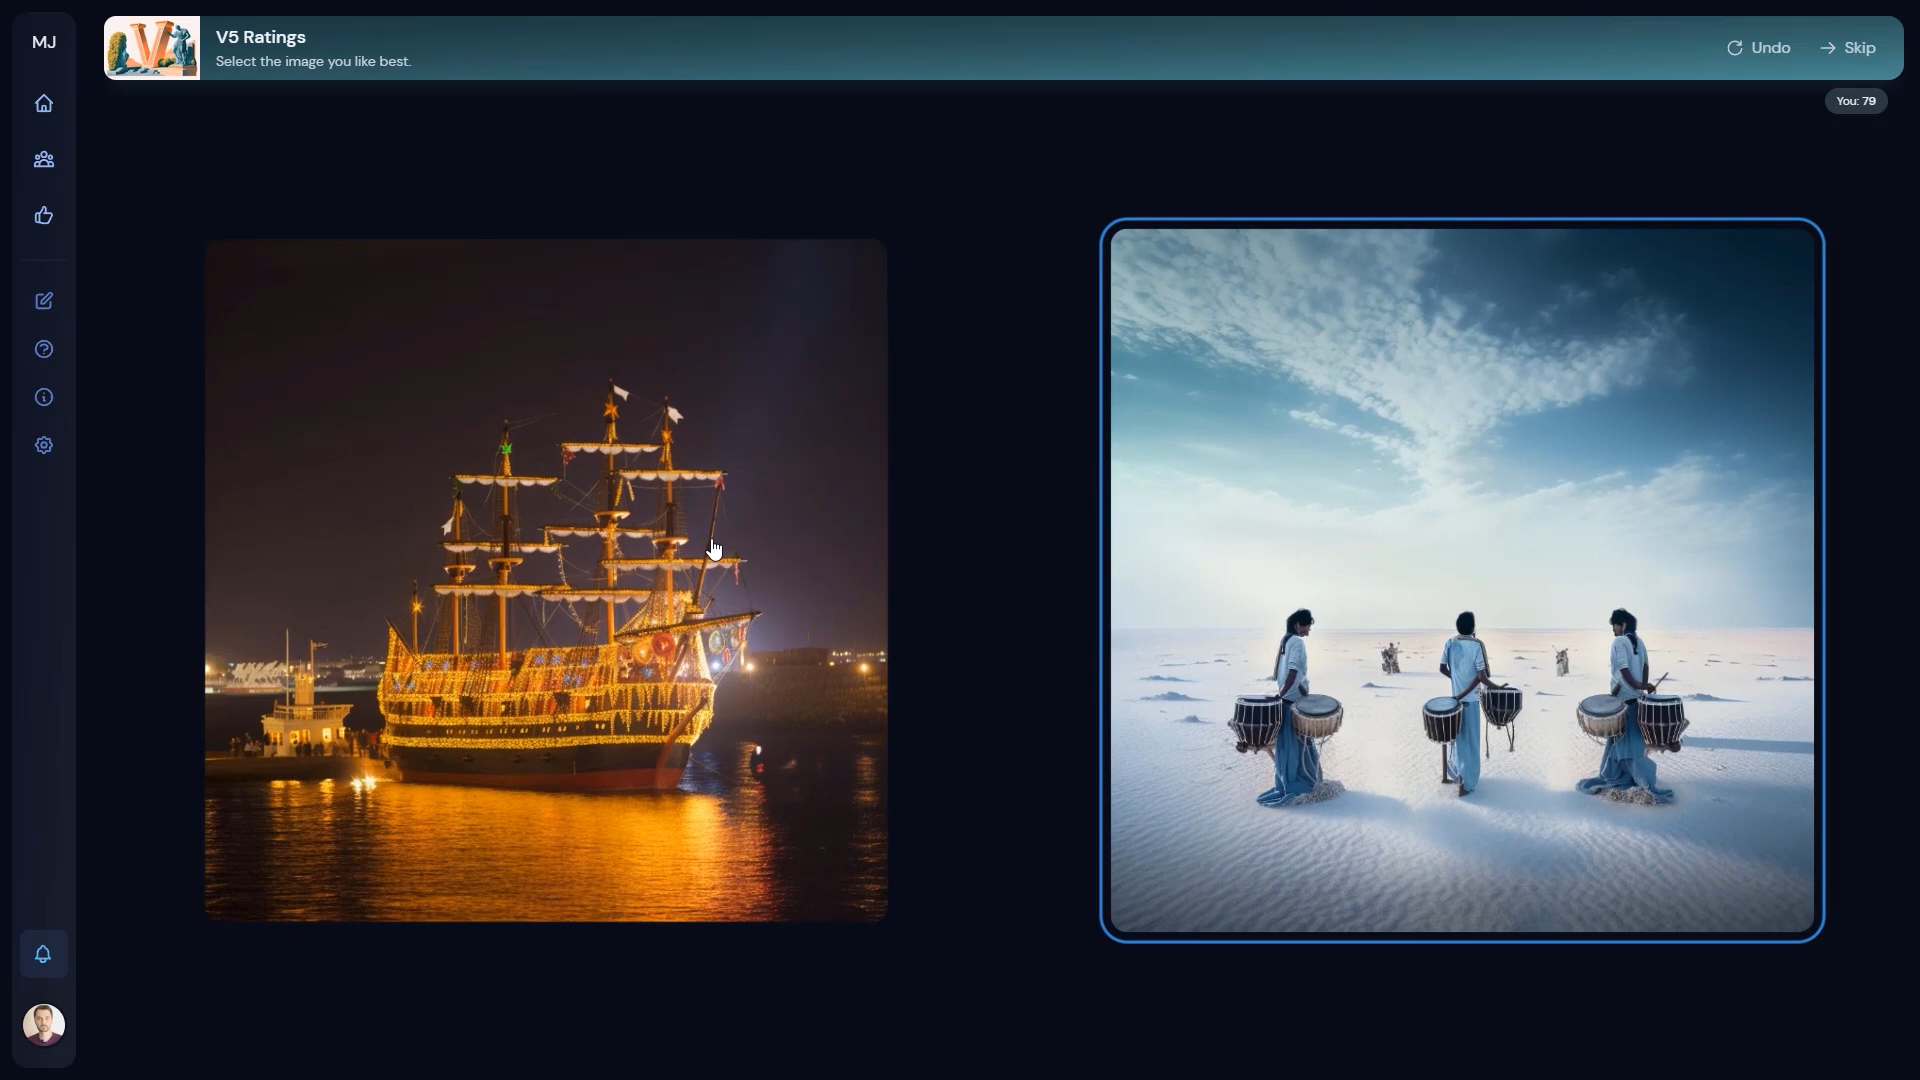 MJ
V5 Ratings
Select the image you like best.
Undo
Skip
You: 79